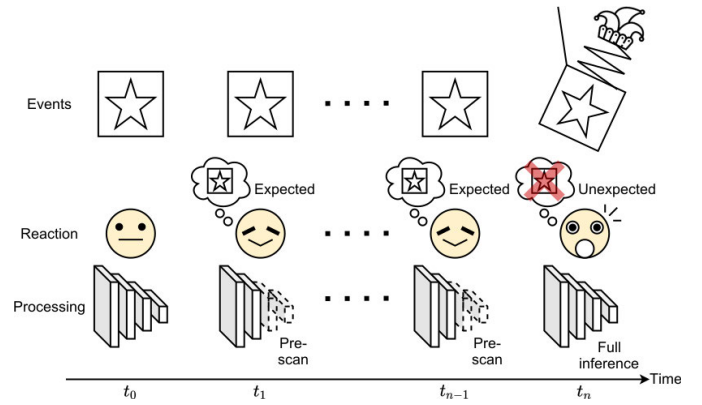 Events
Expected
Expected
Unexpected
Reaction
Processing
Pre-
scan
Pre-
scan
Full
inference
Time
t₀
t₁
tₙ₋₁
tₙ